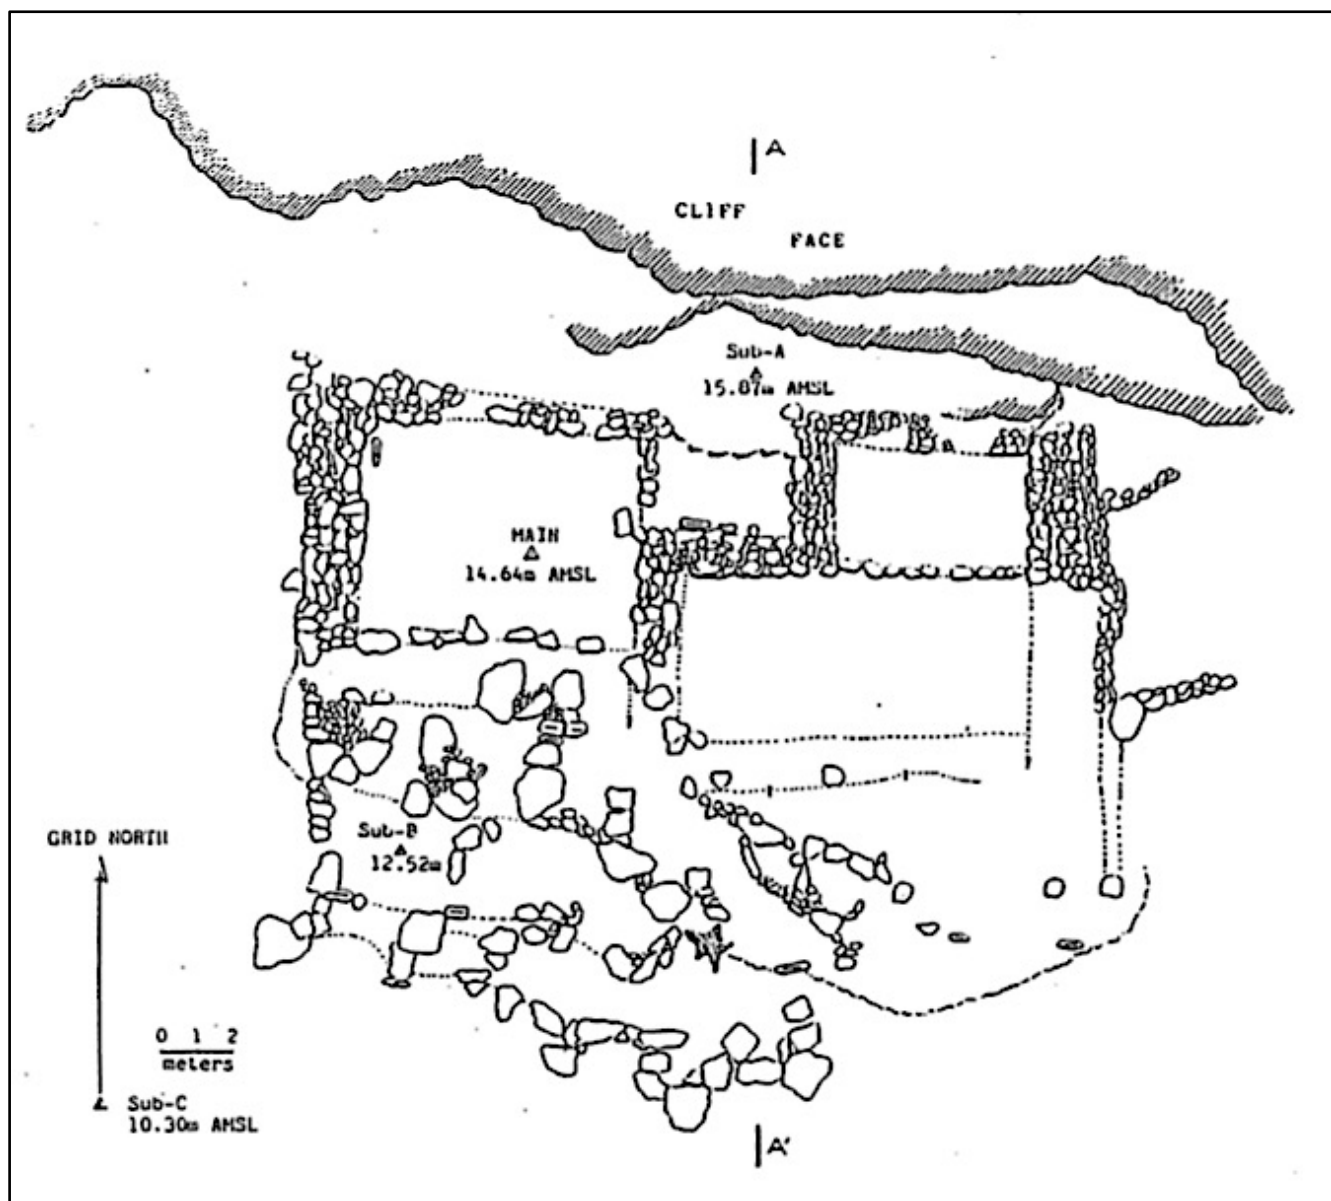 A
CLIFF
FACE
Sub-A
15.87m AMSL
MAIN
14.64m AMSL
Sub-B
12.52m
GRID NORTH
0 1 2
meters
Sub-C
10.30m AMSL
A'